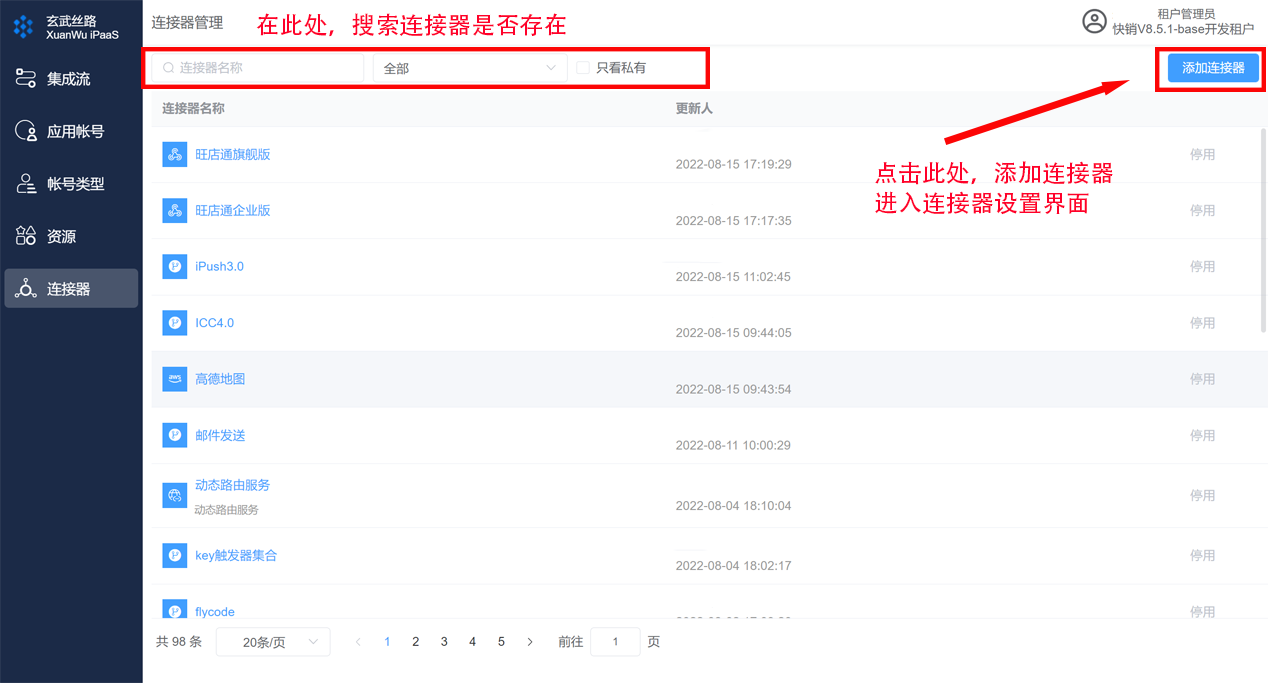 玄武丝路
XuanWu iPaaS
集成流
应用帐号
帐号类型
资源
连接器
连接器管理
在此处，搜索连接器是否存在
租户管理员
快销V8.5.1-base开发租户
连接器名称
全部
只看私有
添加连接器
连接器名称 更新人
旺店通旗舰版 2022-08-15 17:19:29 停用
点击此处，添加连接器
进入连接器设置界面
旺店通企业版 2022-08-15 17:17:35 停用
iPush3.0 2022-08-15 11:02:45 停用
ICC4.0 2022-08-15 09:44:05 停用
高德地图 2022-08-15 09:43:54 停用
邮件发送 2022-08-11 10:00:29 停用
动态路由服务
动态路由服务 2022-08-04 18:10:04 停用
key触发器集合 2022-08-04 18:02:17 停用
flycode 停用
共 98 条 20条/页 1 2 3 4 5 前往 1 页